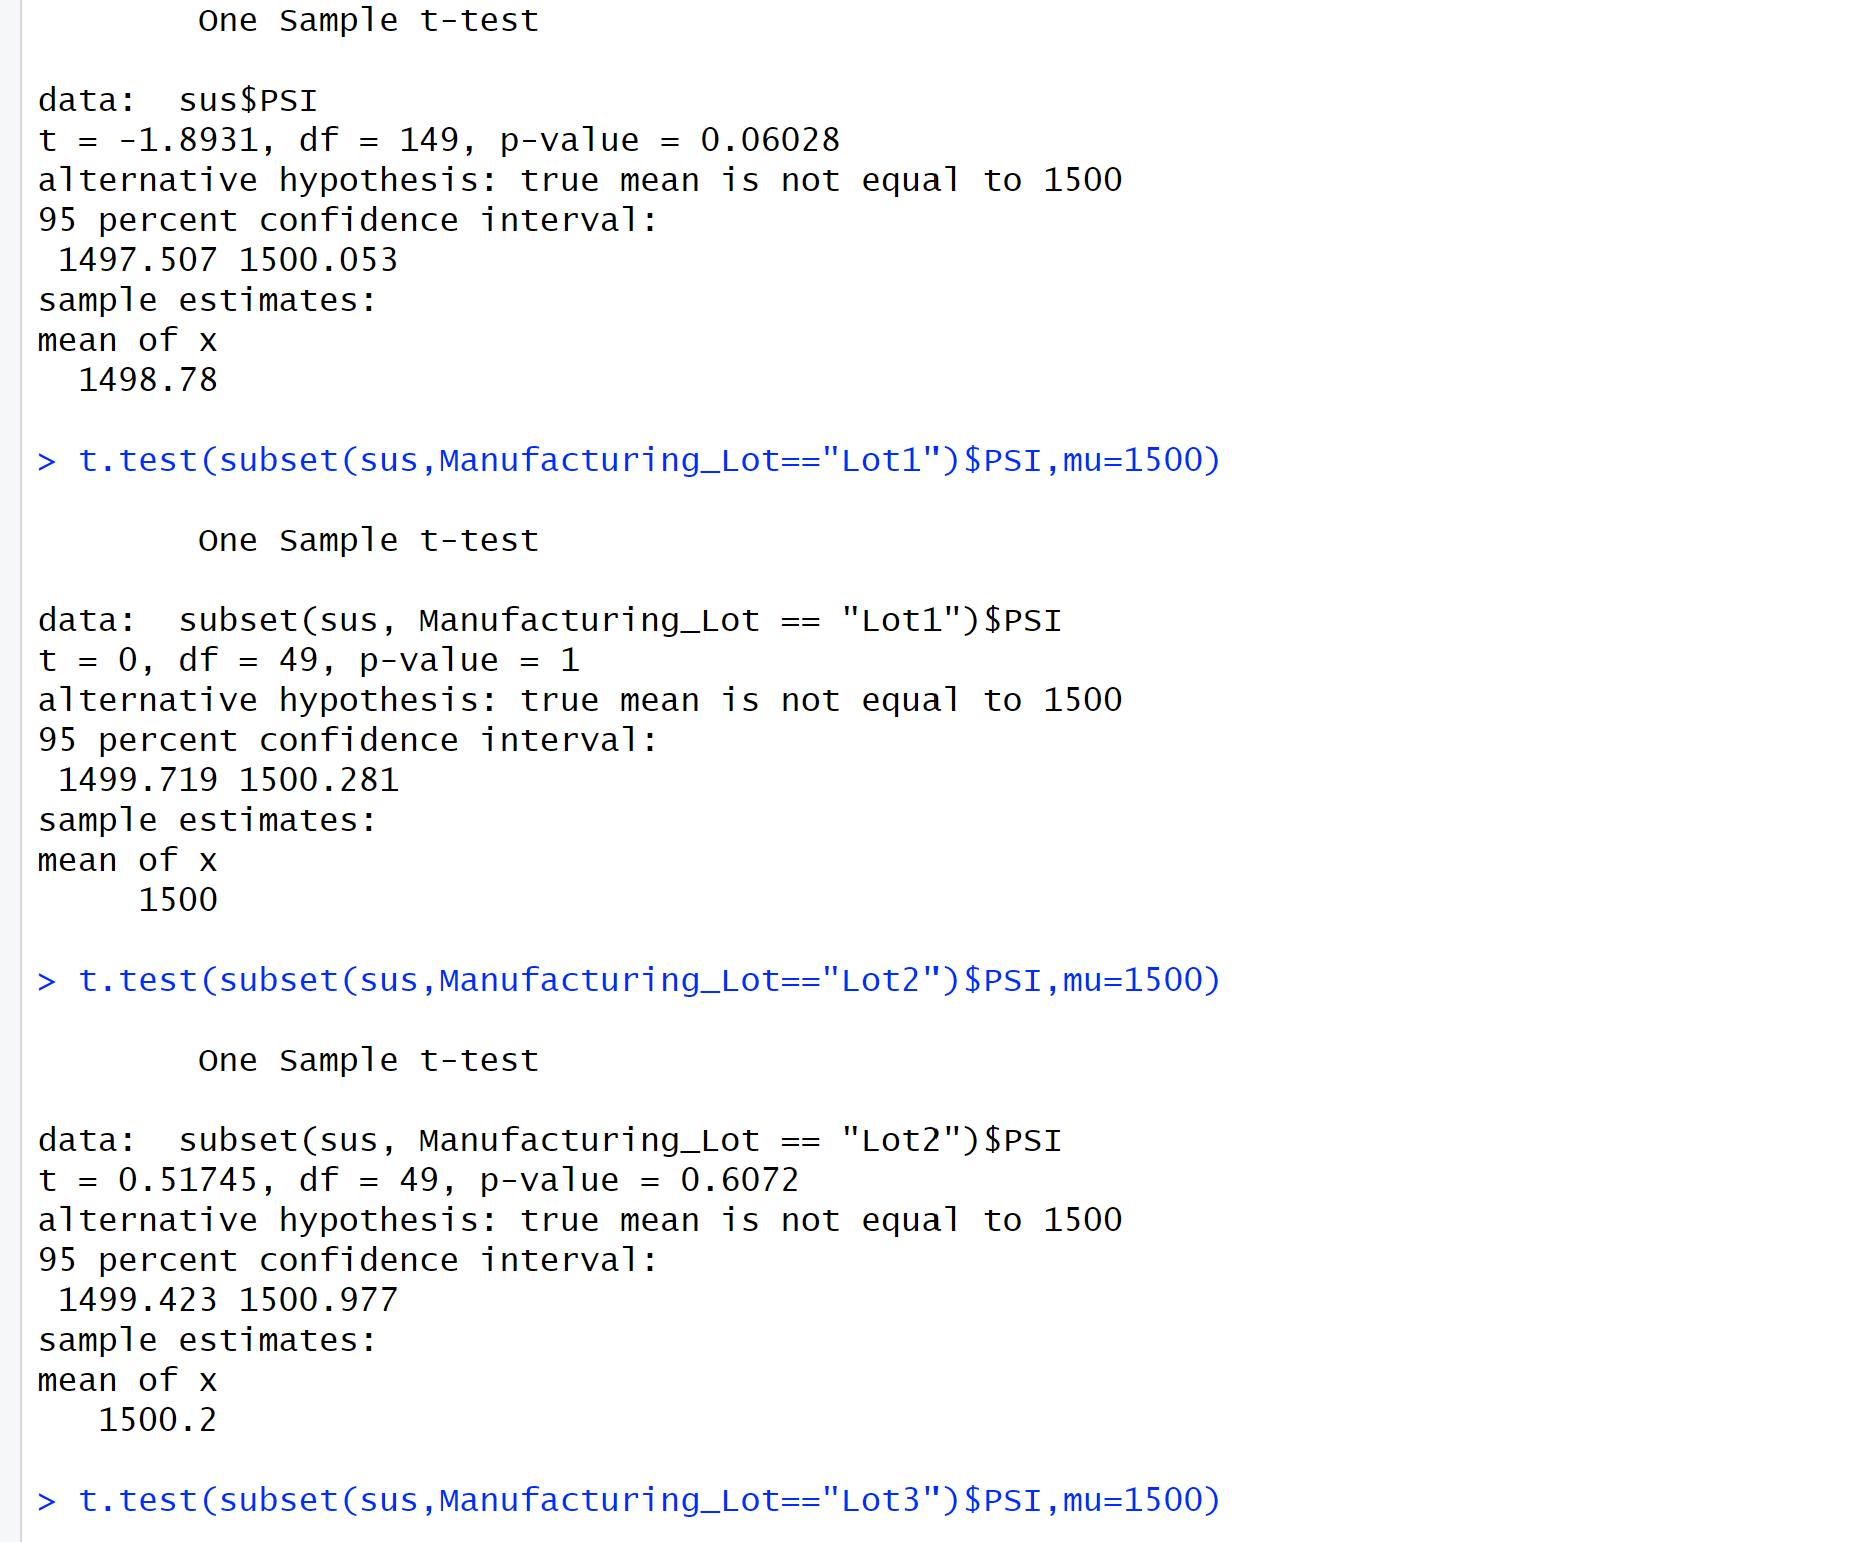 One Sample t-test
data:  sus$PSI
t = -1.8931, df = 149, p-value = 0.06028
alternative hypothesis: true mean is not equal to 1500
95 percent confidence interval:
 1497.507 1500.053
sample estimates:
mean of x
  1498.78
> t.test(subset(sus,Manufacturing_Lot=="Lot1")$PSI,mu=1500)
One Sample t-test
data:  subset(sus, Manufacturing_Lot == "Lot1")$PSI
t = 0, df = 49, p-value = 1
alternative hypothesis: true mean is not equal to 1500
95 percent confidence interval:
 1499.719 1500.281
sample estimates:
mean of x
     1500
> t.test(subset(sus,Manufacturing_Lot=="Lot2")$PSI,mu=1500)
One Sample t-test
data:  subset(sus, Manufacturing_Lot == "Lot2")$PSI
t = 0.51745, df = 49, p-value = 0.6072
alternative hypothesis: true mean is not equal to 1500
95 percent confidence interval:
 1499.423 1500.977
sample estimates:
mean of x
   1500.2
> t.test(subset(sus,Manufacturing_Lot=="Lot3")$PSI,mu=1500)